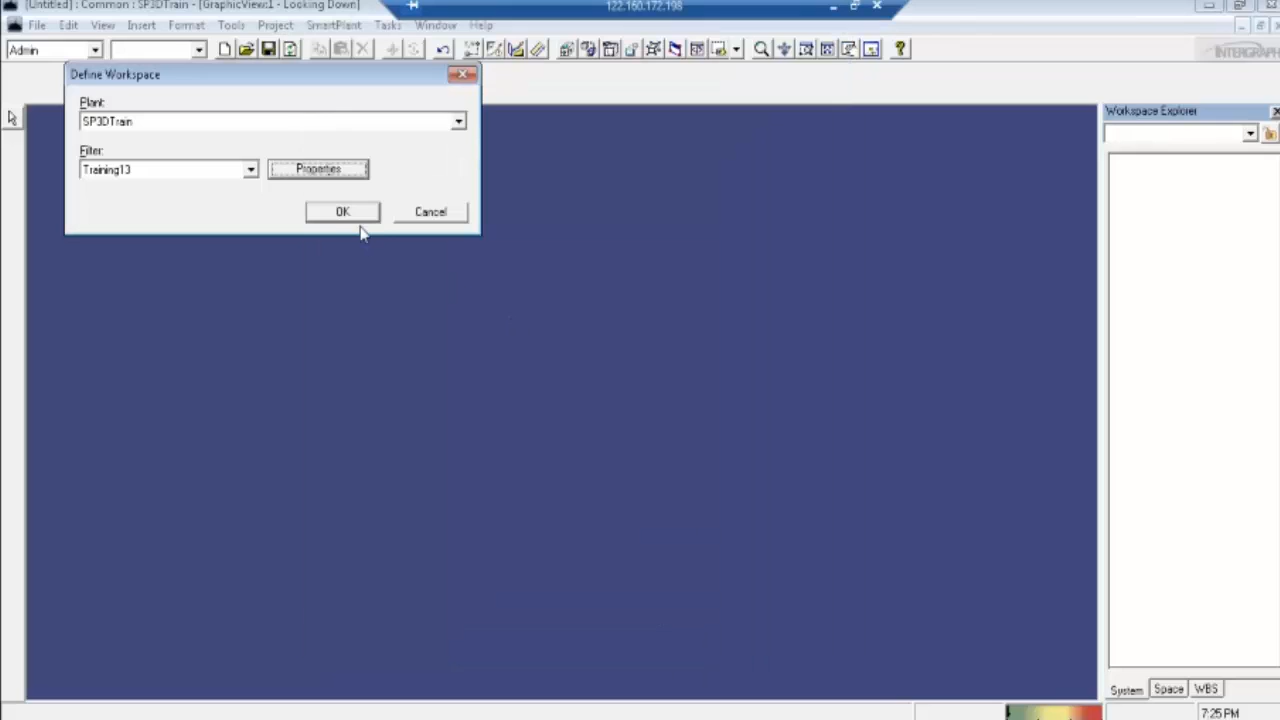 [Untitled] : Common : SP3DTrain - [GraphicView:1 - Looking Down]
122.160.172.198
File Edit View Insert Format Tools Project SmartPlant Tasks Window Help
Admin
INTERGRAPH
Define Workspace
Plant:
SP3DTrain
Filter:
Training13
Properties
OK
Cancel
Workspace Explorer
System Space WBS
7:25 PM